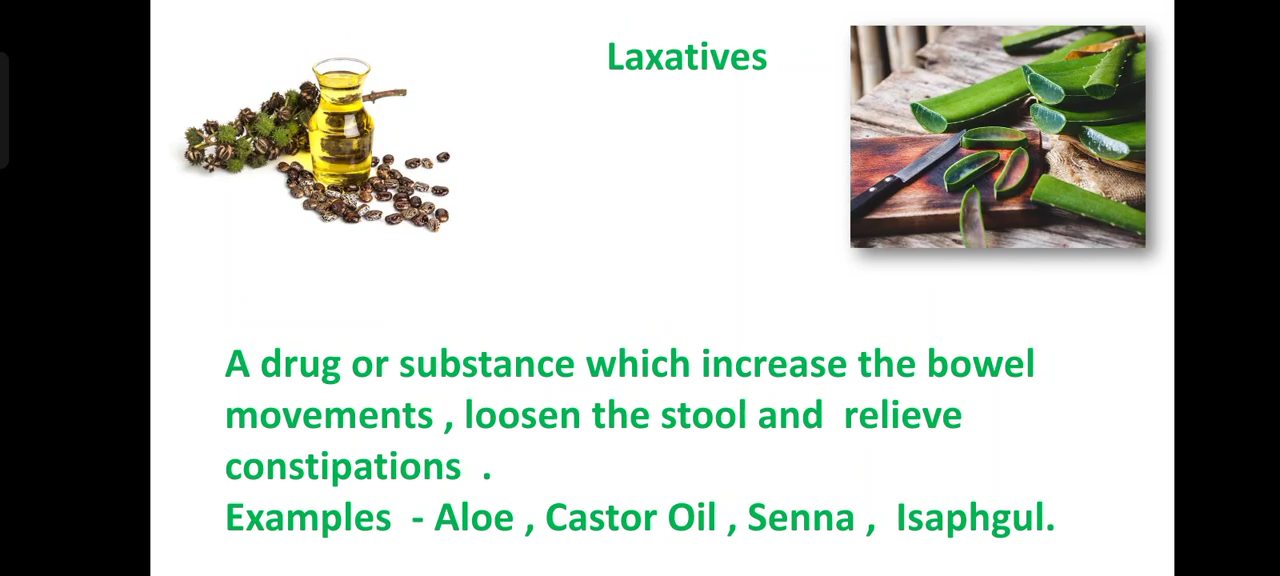 Laxatives
A drug or substance which increase the bowel
movements , loosen the stool and relieve
constipations .
Examples - Aloe , Castor Oil , Senna , Isaphgul.